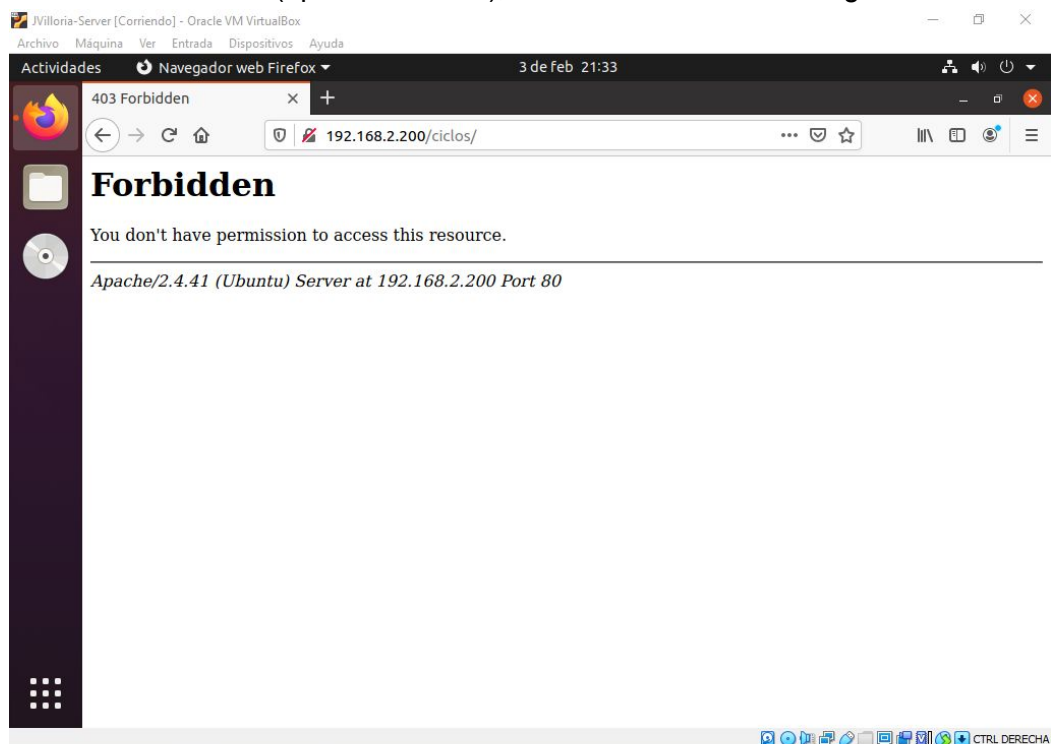 JVilloria-Server [Corriendo] - Oracle VM VirtualBox
Archivo Máquina Ver Entrada Dispositivos Ayuda
Actividades Navegador web Firefox 3 de feb 21:33
403 Forbidden
192.168.2.200/ciclos/
Forbidden
You don't have permission to access this resource.
Apache/2.4.41 (Ubuntu) Server at 192.168.2.200 Port 80
CTRL DERECHA